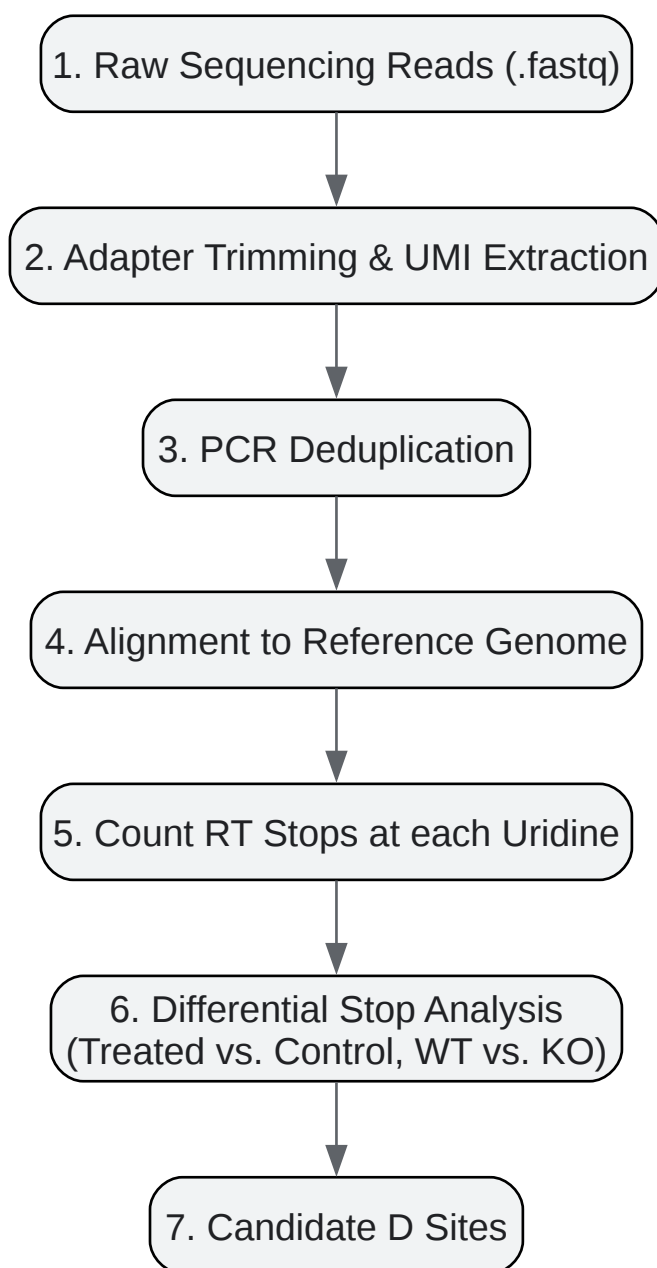 1. Raw Sequencing Reads (.fastq)
2. Adapter Trimming & UMI Extraction
3. PCR Deduplication
4. Alignment to Reference Genome
5. Count RT Stops at each Uridine
6. Differential Stop Analysis
(Treated vs. Control, WT vs. KO)
7. Candidate D Sites